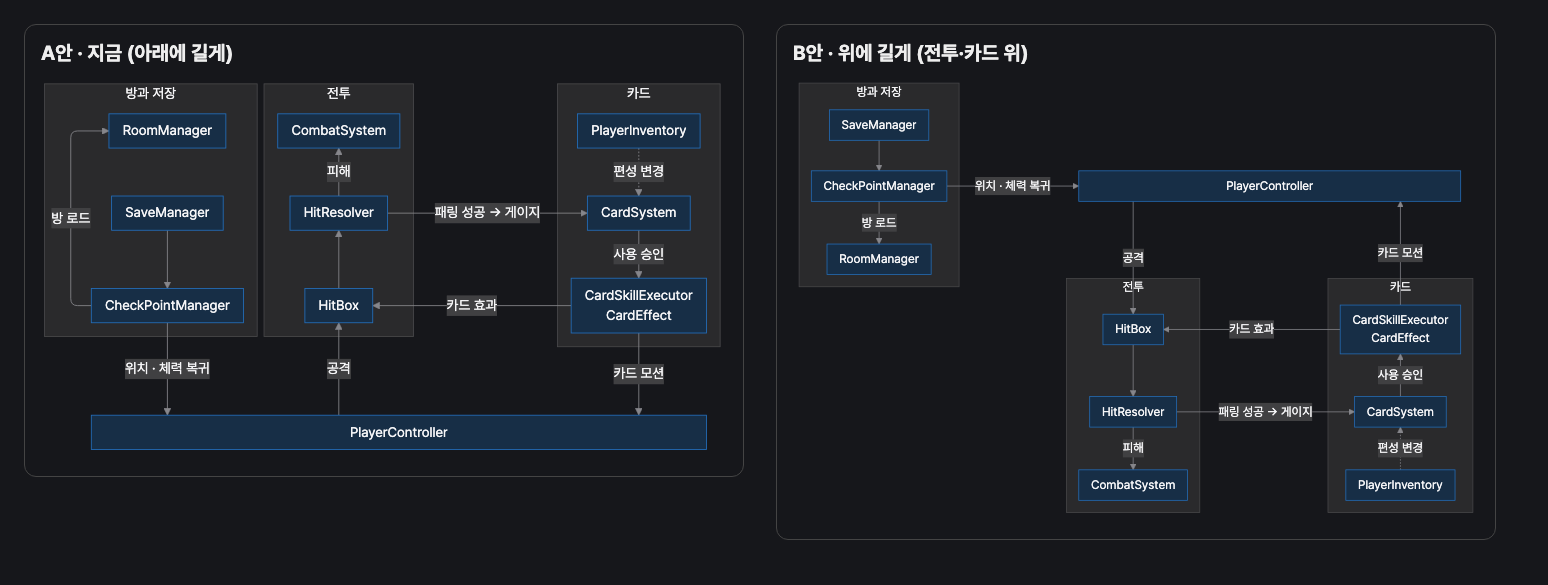 A안 · 지금 (아래에 길게)
방과 저장
전투
카드
RoomManager
CombatSystem
PlayerInventory
피해
편성 변경
방 로드
SaveManager
HitResolver
패링 성공 → 게이지
CardSystem
사용 승인
CheckPointManager
HitBox
카드 효과
CardSkillExecutor
CardEffect
위치 · 체력 복귀
공격
카드 모션
PlayerController
B안 · 위에 길게 (전투·카드 위)
방과 저장
SaveManager
CheckPointManager
위치 · 체력 복귀
PlayerController
방 로드
RoomManager
공격
카드 모션
전투
카드
HitBox
카드 효과
CardSkillExecutor
CardEffect
사용 승인
HitResolver
패링 성공 → 게이지
CardSystem
피해
편성 변경
CombatSystem
PlayerInventory